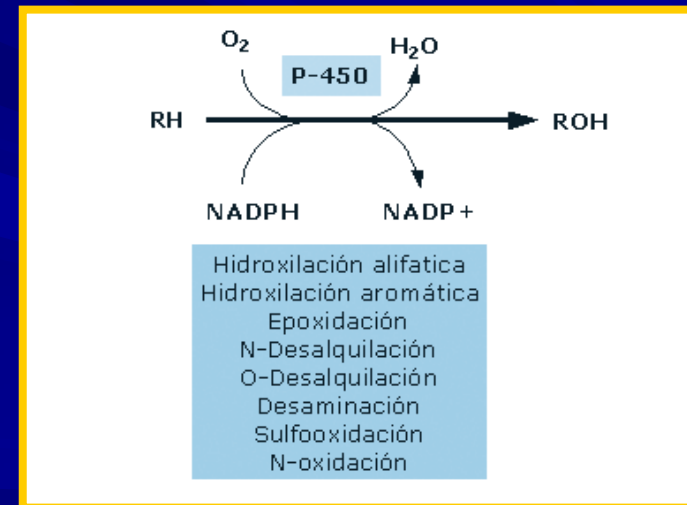 O₂
H₂O
P-450
RH
ROH
NADPH
NADP+
Hidroxilación alifatica
Hidroxilación aromática
Epoxidación
N-Desalquilación
O-Desalquilación
Desaminación
Sulfooxidación
N-oxidación